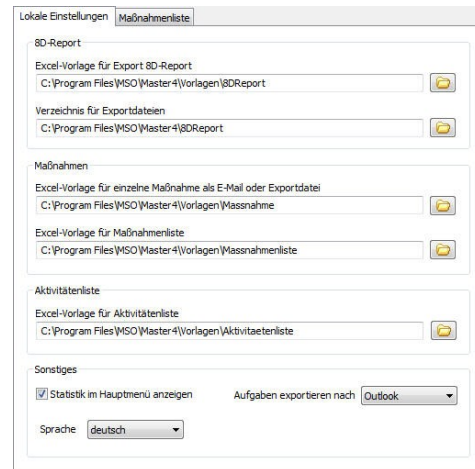 Lokale Einstellungen Maßnahmenliste
8D-Report
Excel-Vorlage für Export 8D-Report
C:\Program Files\MSO\Master4\Vorlagen\8DReport
Verzeichnis für Exportdateien
C:\Program Files\MSO\Master4\8DReport
Maßnahmen
Excel-Vorlage für einzelne Maßnahme als E-Mail oder Exportdatei
C:\Program Files\MSO\Master4\Vorlagen\Massnahme
Excel-Vorlage für Maßnahmenliste
C:\Program Files\MSO\Master4\Vorlagen\Massnahmenliste
Aktivitätenliste
Excel-Vorlage für Aktivitätenliste
C:\Program Files\MSO\Master4\Vorlagen\Aktivitaetenliste
Sonstiges
Statistik im Hauptmenü anzeigen Aufgaben exportieren nach Outlook
Sprache deutsch